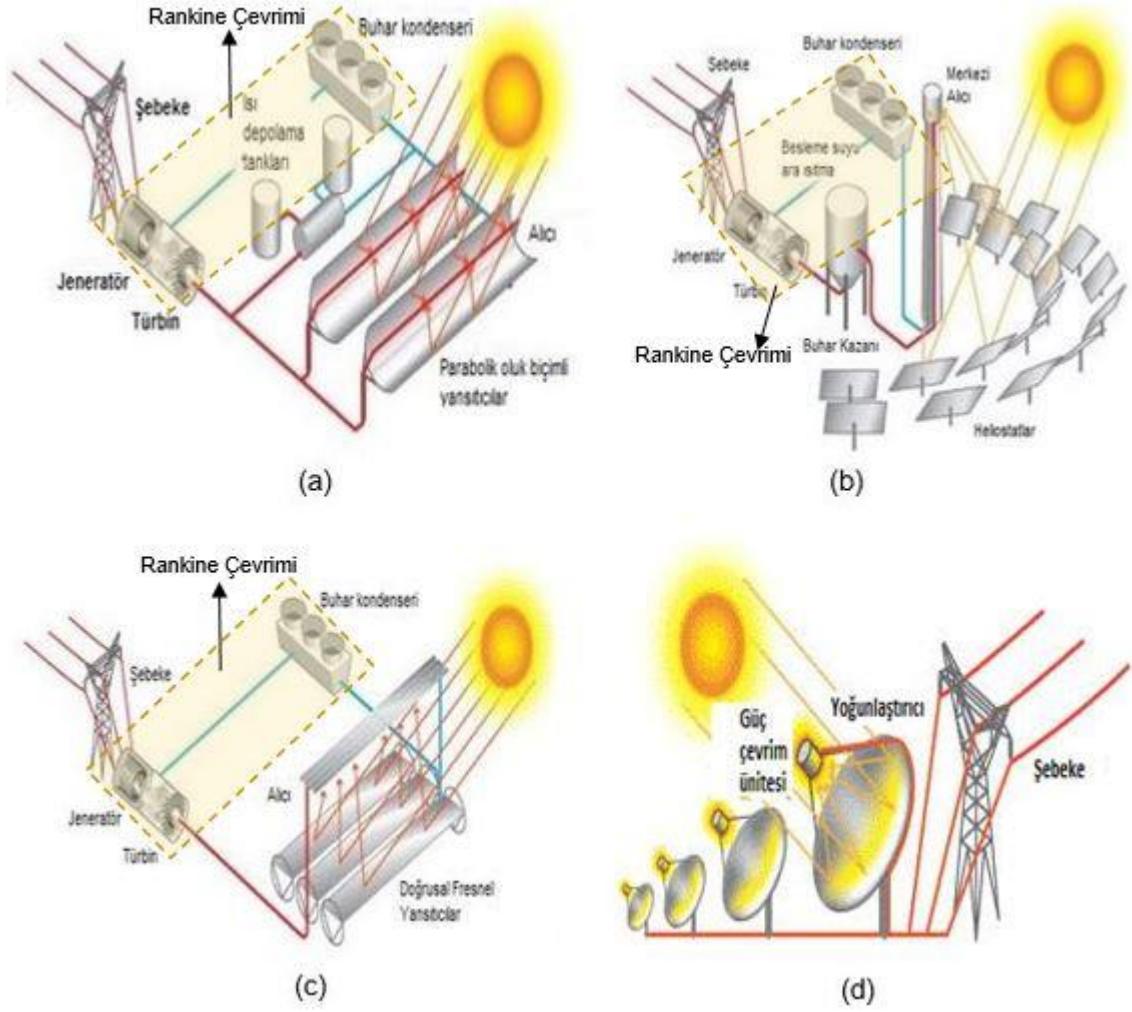 Rankine Çevrimi
Buhar kondenseri
Şebeke
Isı
depolama
tankları
Alıcı
Jeneratör
Türbin
Parabolik oluk biçimli
yansıtıcılar
(a)
Buhar kondenseri
Şebeke
Merkezi
Alıcı
Besleme suyu
ara ısıtma
Jeneratör
Türbin
Rankine Çevrimi
Buhar Kazanı
Heliostatlar
(b)
Rankine Çevrimi
Buhar kondenseri
Şebeke
Alıcı
Jeneratör
Türbin
Doğrusal Fresnel
Yansıtıcılar
(c)
Yoğunlaştırıcı
Güç
çevrim
ünitesi
Şebeke
(d)